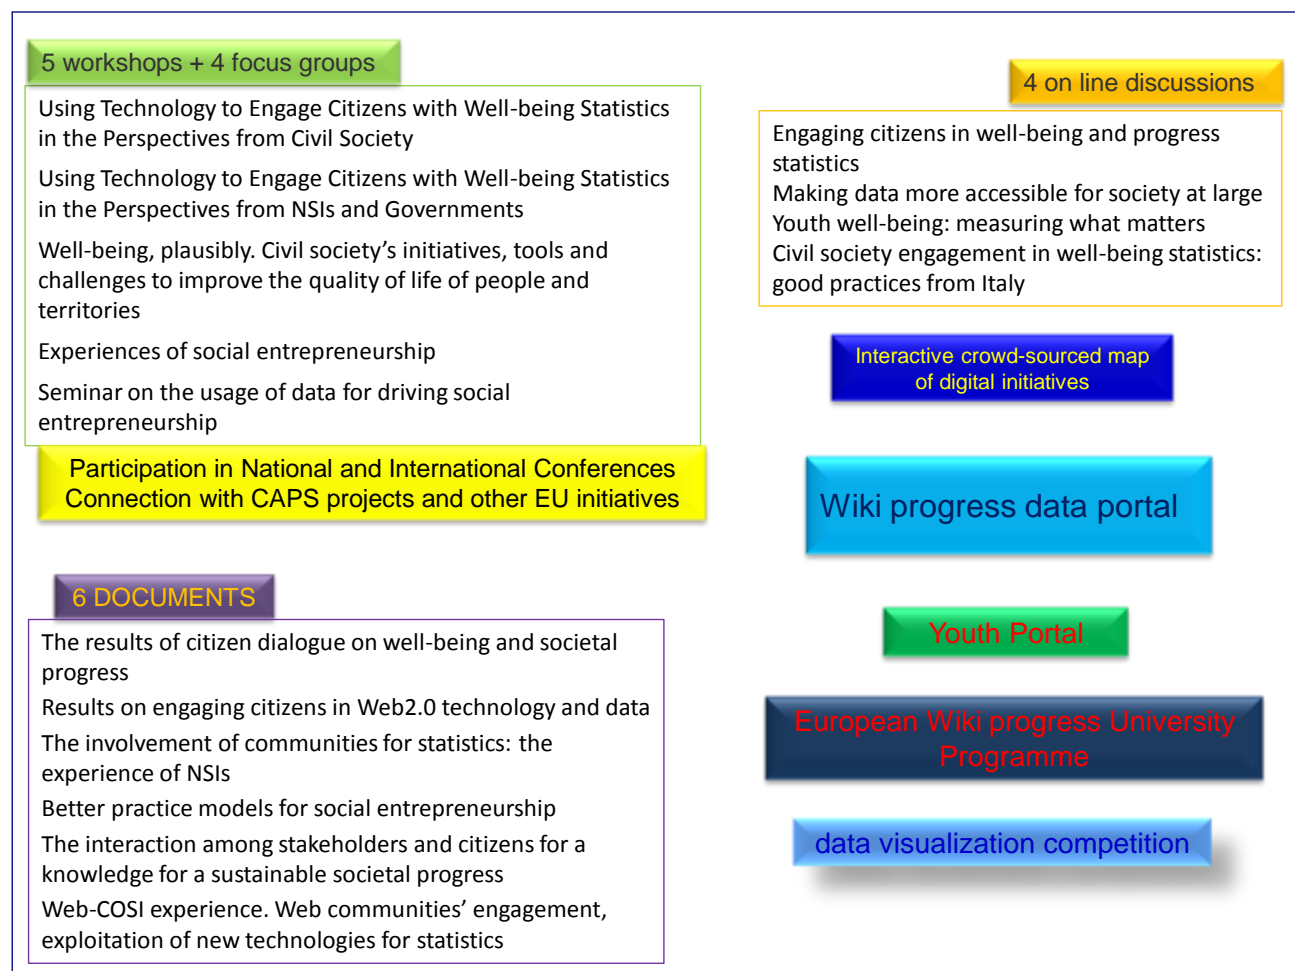 5 workshops + 4 focus groups
Using Technology to Engage Citizens with Well-being Statistics
in the Perspectives from Civil Society
Using Technology to Engage Citizens with Well-being Statistics
in the Perspectives from NSIs and Governments
Well-being, plausibly. Civil society’s initiatives, tools and
challenges to improve the quality of life of people and
territories
Experiences of social entrepreneurship
Seminar on the usage of data for driving social
entrepreneurship
Participation in National and International Conferences
Connection with CAPS projects and other EU initiatives
6 DOCUMENTS
The results of citizen dialogue on well-being and societal
progress
Results on engaging citizens in Web2.0 technology and data
The involvement of communities for statistics: the
experience of NSIs
Better practice models for social entrepreneurship
The interaction among stakeholders and citizens for a
knowledge for a sustainable societal progress
Web-COSI experience. Web communities’ engagement,
exploitation of new technologies for statistics
4 on line discussions
Engaging citizens in well-being and progress
statistics
Making data more accessible for society at large
Youth well-being: measuring what matters
Civil society engagement in well-being statistics:
good practices from Italy
Interactive crowd-sourced map
of digital initiatives
Wiki progress data portal
Youth Portal
European Wiki progress University
Programme
data visualization competition